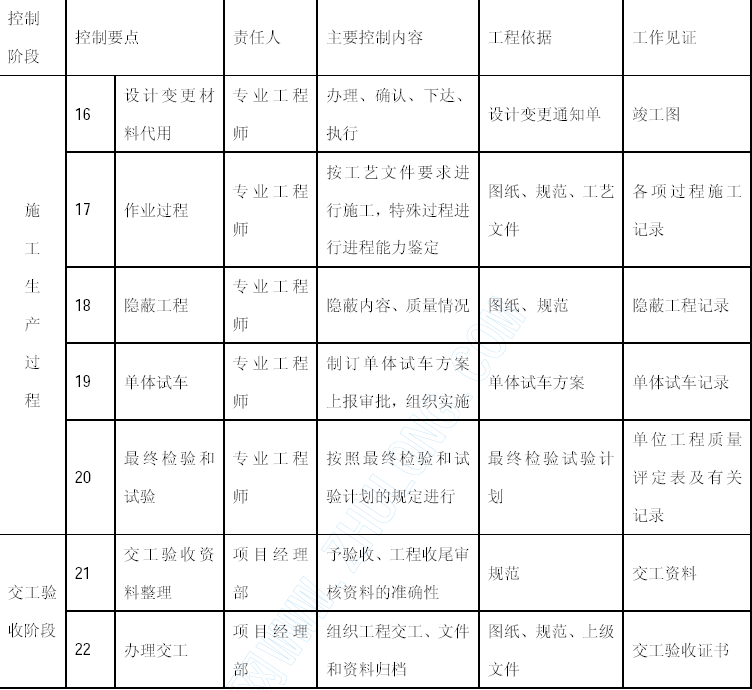 控制阶段 控制要点 责任人 主要控制内容 工程依据 工作见证
施工生产过程
16 设计变更材料代用 专业工程师 办理、确认、下达、执行 设计变更通知单 竣工图
17 作业过程 专业工程师 按工艺文件要求进行施工，特殊过程进行进程能力鉴定 图纸、规范、工艺文件 各项过程施工记录
18 隐蔽工程 专业工程师 隐蔽内容、质量情况 图纸、规范 隐蔽工程记录
19 单体试车 专业工程师 制订单体试车方案上报审批，组织实施 单体试车方案 单体试车记录
20 最终检验和试验 专业工程师 按照最终检验和试验计划的规定进行 最终检验试验计划 单位工程质量评定表及有关记录
交工验收阶段
21 交工验收资料整理 项目经理部 予验收、工程收尾审核资料的准确性 规范 交工资料
22 办理交工 项目经理部 组织工程交工、文件和资料归档 图纸、规范、上级文件 交工验收证书